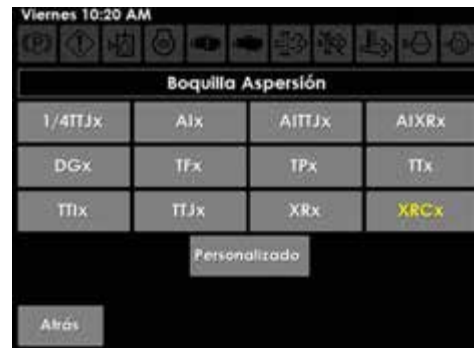 Viernes 10:20 AM
Boquilla Aspersión
1/4TTJx AIx AITTJx AIXRx
DGx TFx TPx TTx
TTIx TTJx XRx XRCx
Personalizado
Atrás